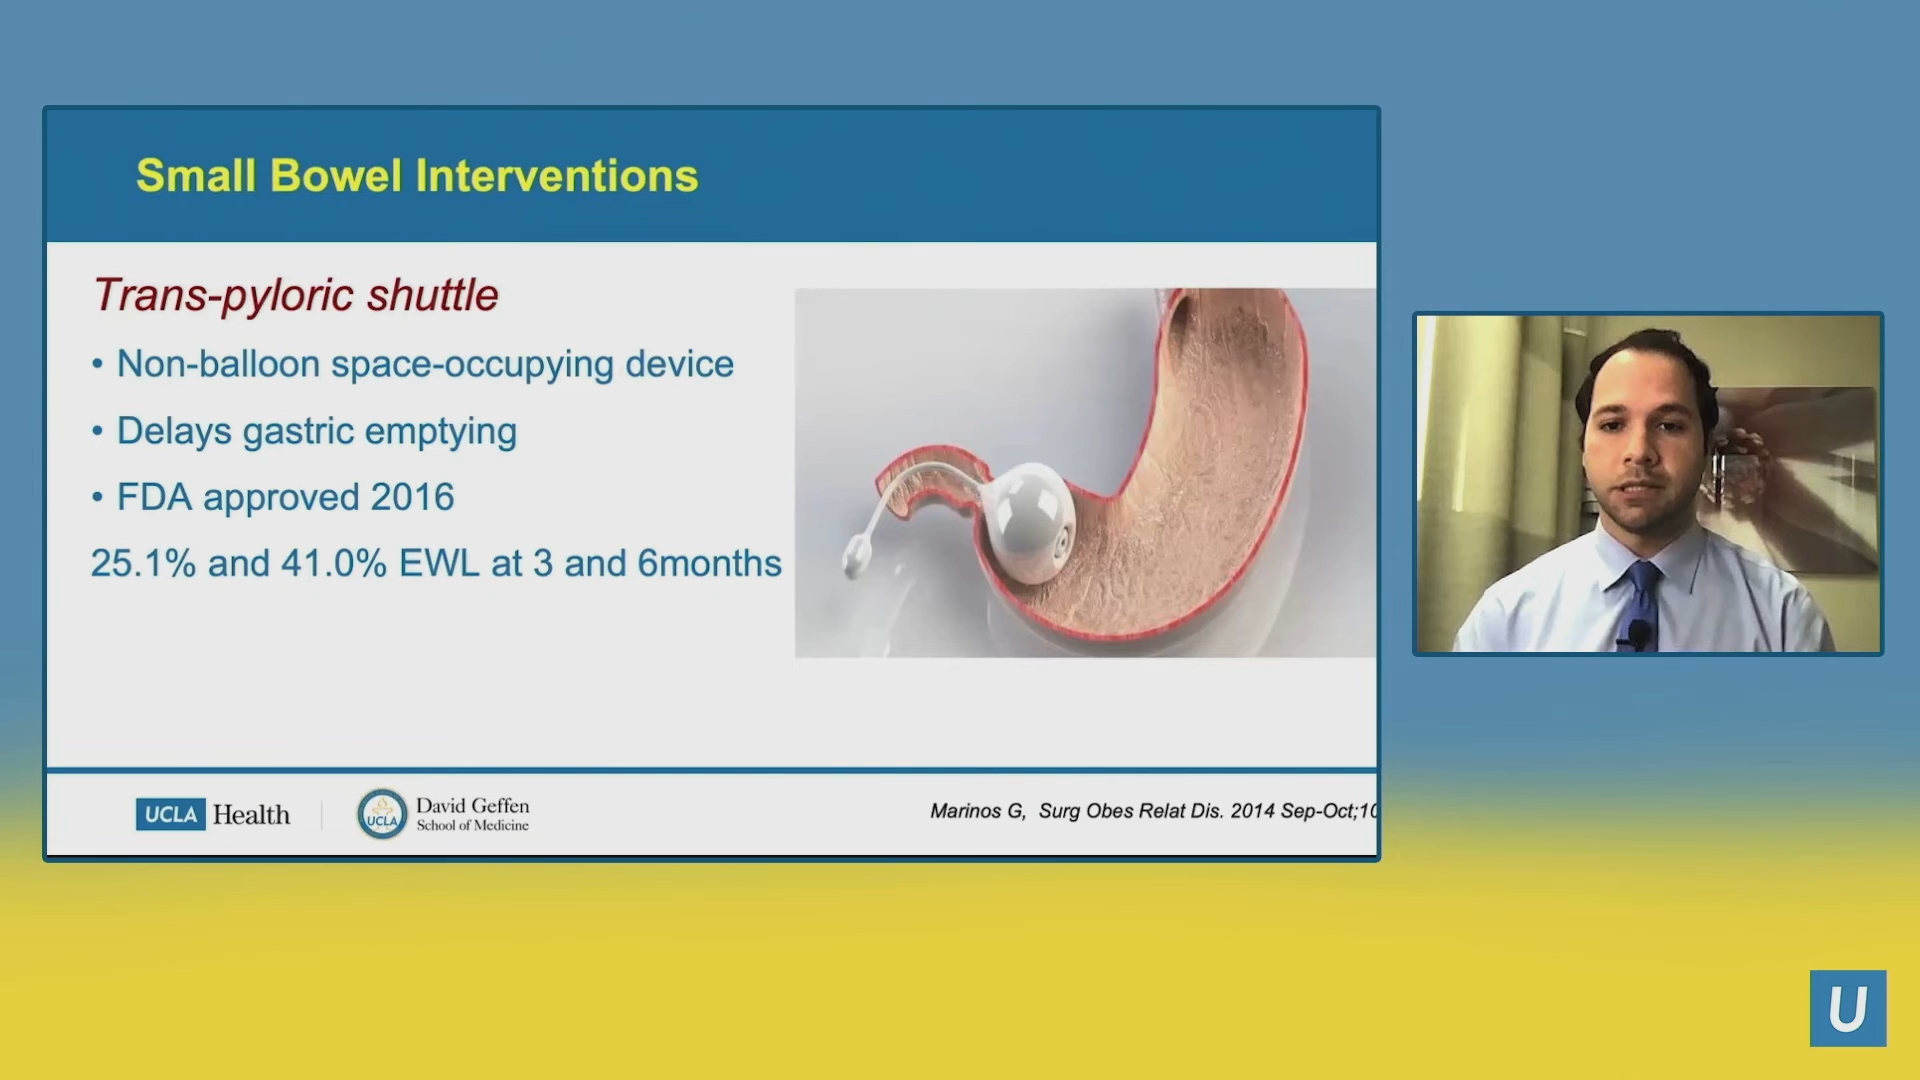 Small Bowel Interventions
Trans-pyloric shuttle
• Non-balloon space-occupying device
• Delays gastric emptying
• FDA approved 2016
25.1% and 41.0% EWL at 3 and 6months
UCLA Health
UCLA
David Geffen
School of Medicine
Marinos G, Surg Obes Relat Dis. 2014 Sep-Oct;10
U